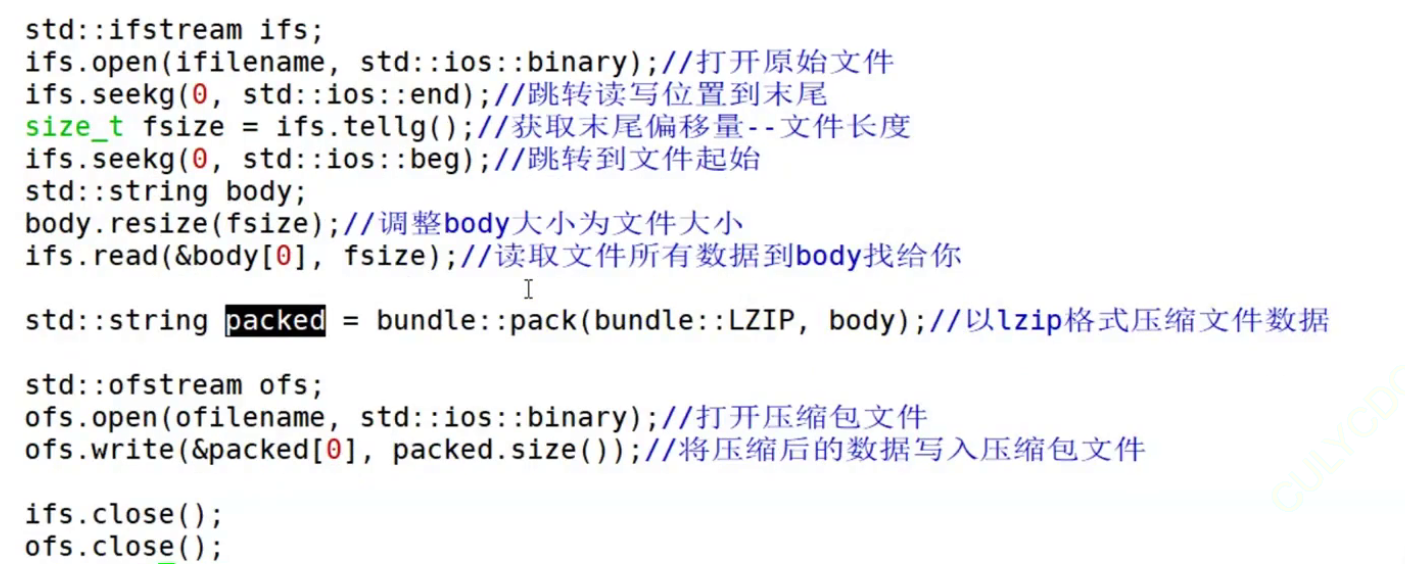 std::ifstream ifs;
ifs.open(ifilename, std::ios::binary);//打开原始文件
ifs.seekg(0, std::ios::end);//跳转读写位置到末尾
size_t fsize = ifs.tellg();//获取末尾偏移量--文件长度
ifs.seekg(0, std::ios::beg);//跳转到文件起始
std::string body;
body.resize(fsize);//调整body大小为文件大小
ifs.read(&body[0], fsize);//读取文件所有数据到body找给你
std::string packed = bundle::pack(bundle::LZIP, body);//以lzip格式压缩文件数据
std::ofstream ofs;
ofs.open(ofilename, std::ios::binary);//打开压缩包文件
ofs.write(&packed[0], packed.size());//将压缩后的数据写入压缩包文件
ifs.close();
ofs.close();